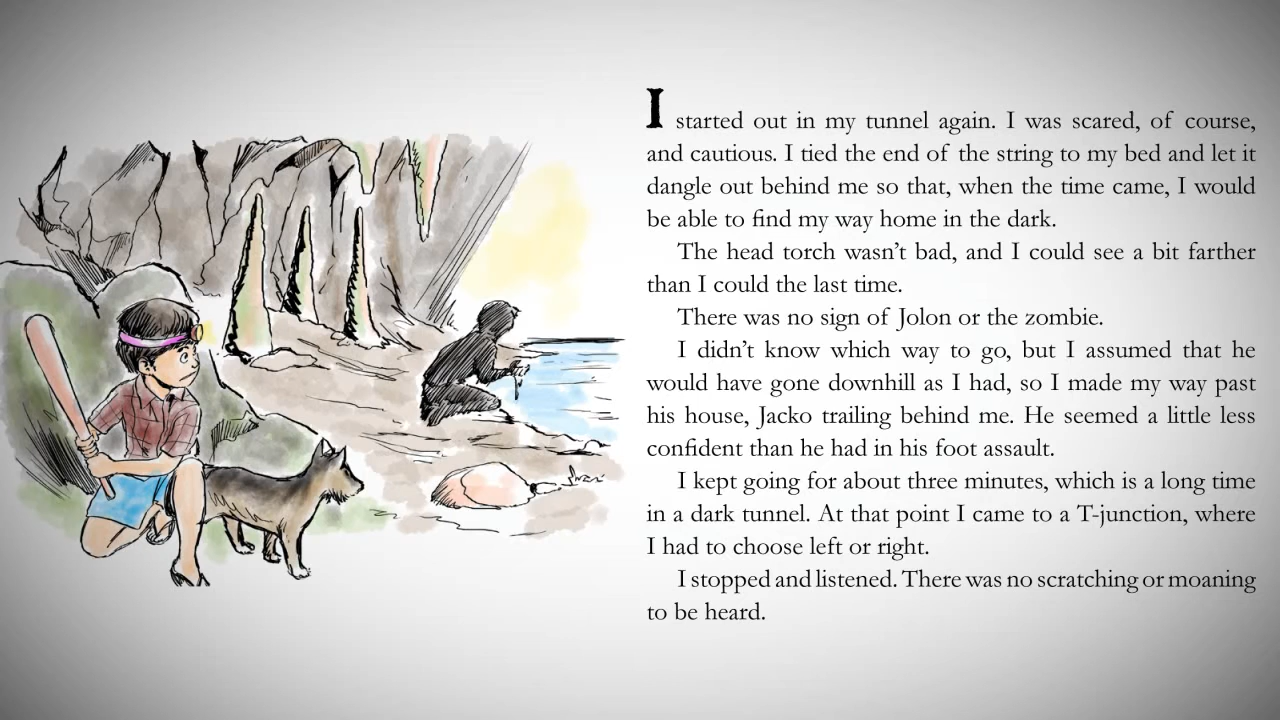 I started out in my tunnel again. I was scared, of course,
and cautious. I tied the end of the string to my bed and let it
dangle out behind me so that, when the time came, I would
be able to find my way home in the dark.
The head torch wasn’t bad, and I could see a bit farther
than I could the last time.
There was no sign of Jolon or the zombie.
I didn’t know which way to go, but I assumed that he
would have gone downhill as I had, so I made my way past
his house, Jacko trailing behind me. He seemed a little less
confident than he had in his foot assault.
I kept going for about three minutes, which is a long time
in a dark tunnel. At that point I came to a T-junction, where
I had to choose left or right.
I stopped and listened. There was no scratching or moaning
to be heard.